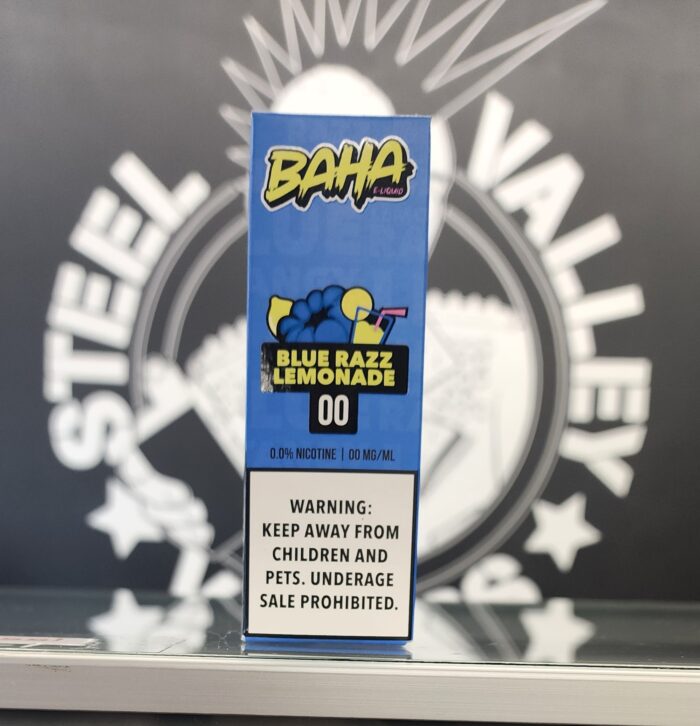 STEEL VALLEY
BAHA
E-LIQUID
BLUE RAZZ
LEMONADE
00
0.0% NICOTINE | 00 MG/ML
WARNING:
KEEP AWAY FROM
CHILDREN AND
PETS. UNDERAGE
SALE PROHIBITED.